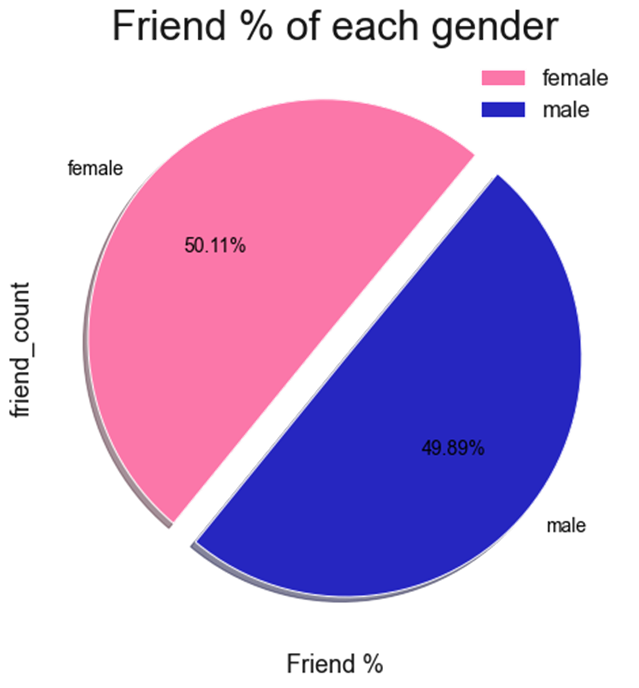 Friend % of each gender
female
male
female
50.11%
friend_count
49.89%
male
Friend %